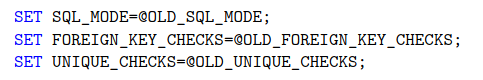 SET SQL_MODE=@OLD_SQL_MODE;
SET FOREIGN_KEY_CHECKS=@OLD_FOREIGN_KEY_CHECKS;
SET UNIQUE_CHECKS=@OLD_UNIQUE_CHECKS;